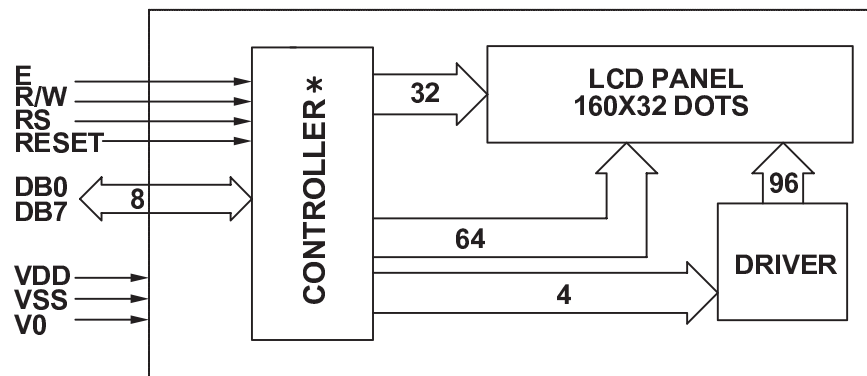 E
R/W
RS
RESET
DB0
DB7
8
VDD
VSS
V0
CONTROLLER*
32
64
4
LCD PANEL
160X32 DOTS
96
DRIVER